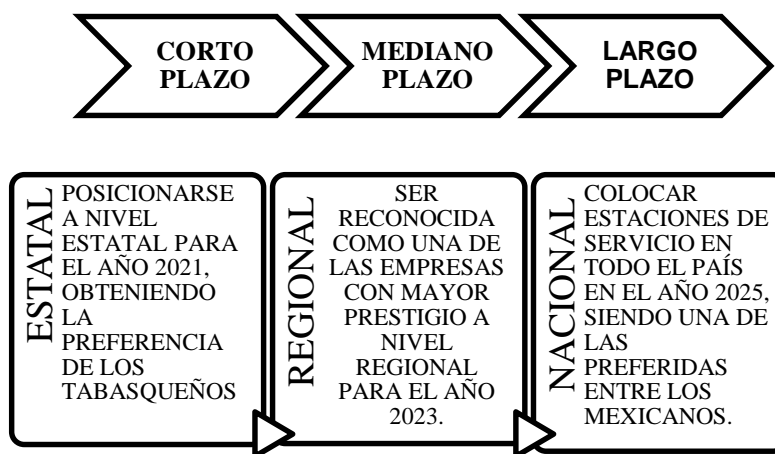 CORTO
PLAZO
MEDIANO
PLAZO
LARGO
PLAZO
ESTATAL
POSICIONARSE
A NIVEL
ESTATAL PARA
EL AÑO 2021,
OBTENIENDO
LA
PREFERENCIA
DE LOS
TABASQUEÑOS
REGIONAL
SER
RECONOCIDA
COMO UNA DE
LAS EMPRESAS
CON MAYOR
PRESTIGIO A
NIVEL
REGIONAL
PARA EL AÑO
2023.
NACIONAL
COLOCAR
ESTACIONES DE
SERVICIO EN
TODO EL PAÍS
EN EL AÑO 2025,
SIENDO UNA DE
LAS
PREFERIDAS
ENTRE LOS
MEXICANOS.